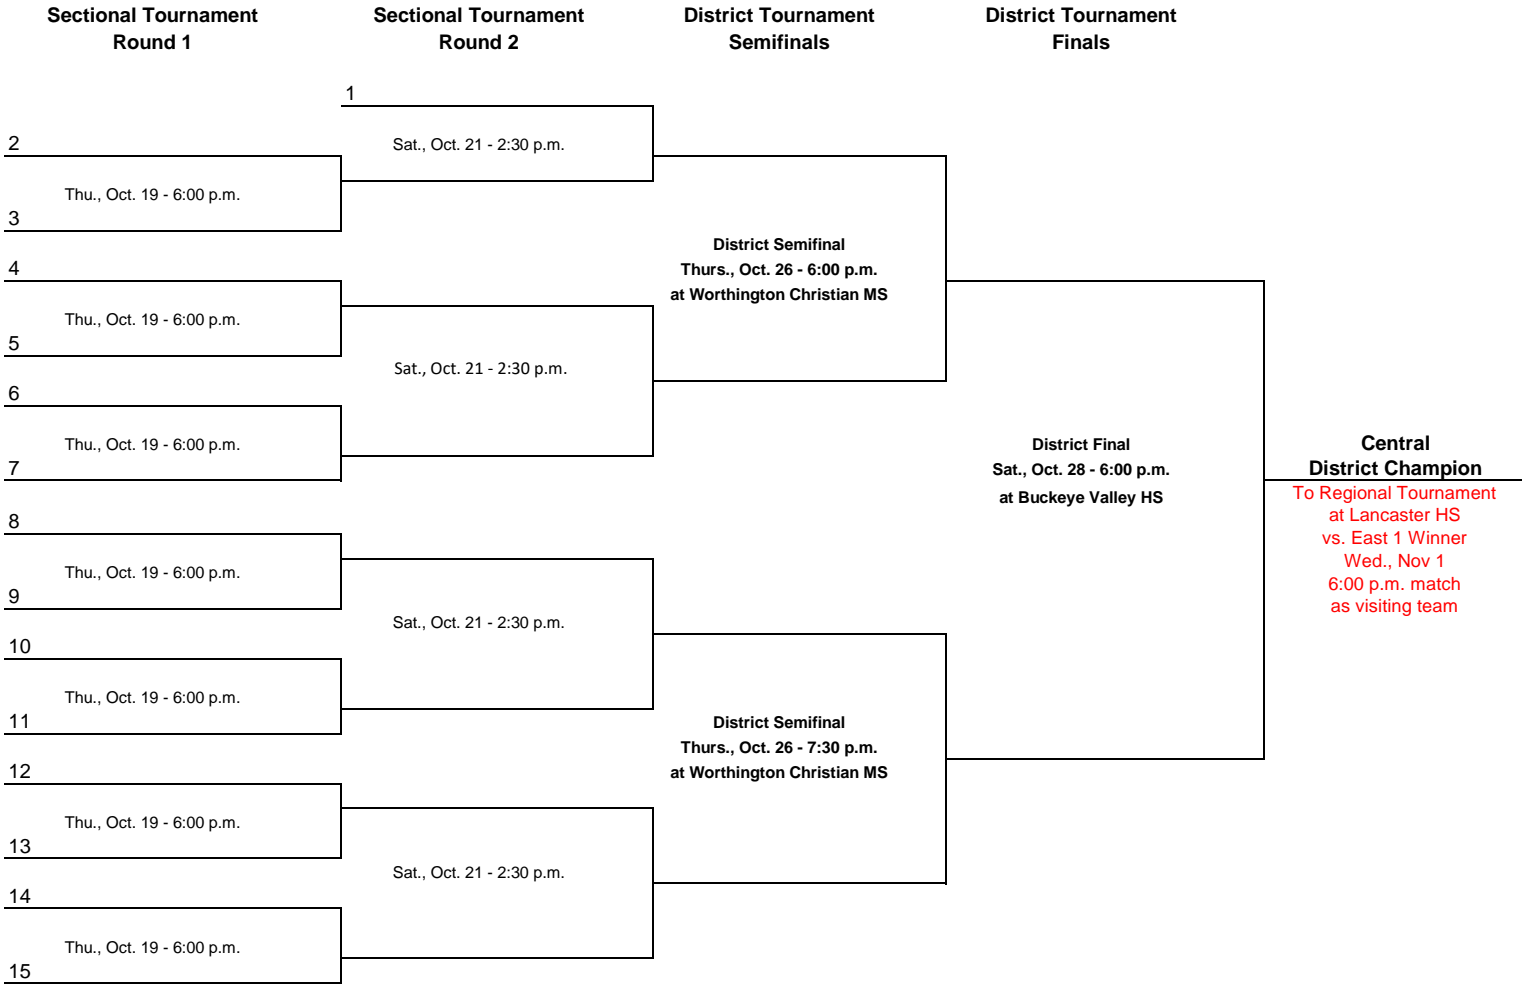 Sectional Tournament
Round 1
Sectional Tournament
Round 2
District Tournament
Semifinals
District Tournament
Finals
1
Sat., Oct. 21 - 2:30 p.m.
2
Thu., Oct. 19 - 6:00 p.m.
3
District Semifinal
Thurs., Oct. 26 - 6:00 p.m.
at Worthington Christian MS
4
Thu., Oct. 19 - 6:00 p.m.
5
Sat., Oct. 21 - 2:30 p.m.
6
Thu., Oct. 19 - 6:00 p.m.
7
District Final
Sat., Oct. 28 - 6:00 p.m.
at Buckeye Valley HS
Central
District Champion
To Regional Tournament
at Lancaster HS
vs. East 1 Winner
Wed., Nov 1
6:00 p.m. match
as visiting team
8
Thu., Oct. 19 - 6:00 p.m.
9
Sat., Oct. 21 - 2:30 p.m.
10
Thu., Oct. 19 - 6:00 p.m.
11
District Semifinal
Thurs., Oct. 26 - 7:30 p.m.
at Worthington Christian MS
12
Thu., Oct. 19 - 6:00 p.m.
13
Sat., Oct. 21 - 2:30 p.m.
14
Thu., Oct. 19 - 6:00 p.m.
15